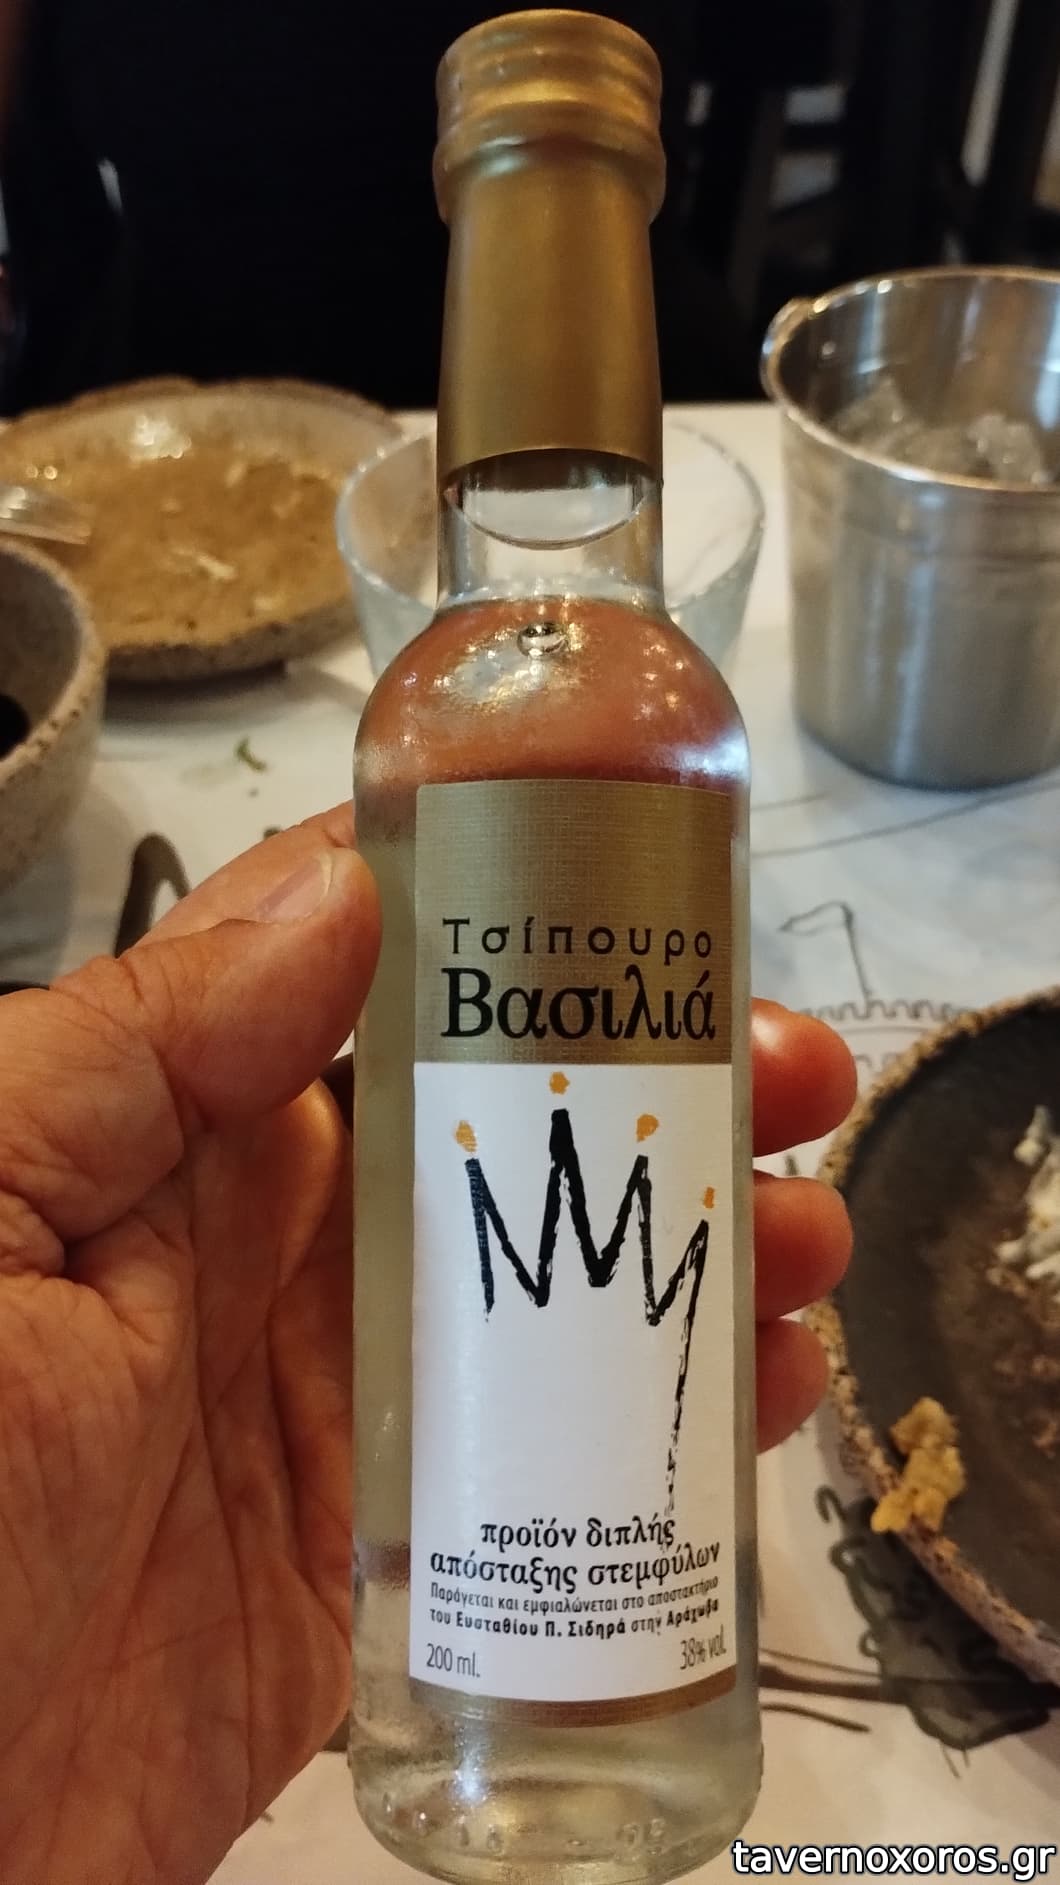 Τσίπουρο
Βασιλιά
προϊόν διπλής
απόσταξης στεμφύλων
Παράγεται και εμφιαλώνεται στο αποστακτήριο
του Ευσταθίου Π. Σιδηρά στην Αράχωβα
200 ml.
38% vol.
tavernoxoros.gr